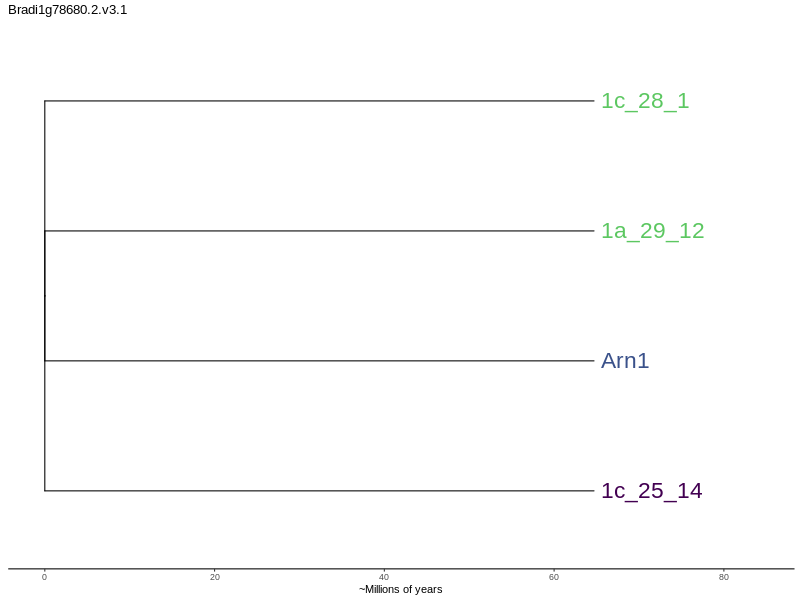 Bradi1g78680.2.v3.1
1c_28_1
1a_29_12
Arn1
1c_25_14
0 20 40 60 80
~Millions of years